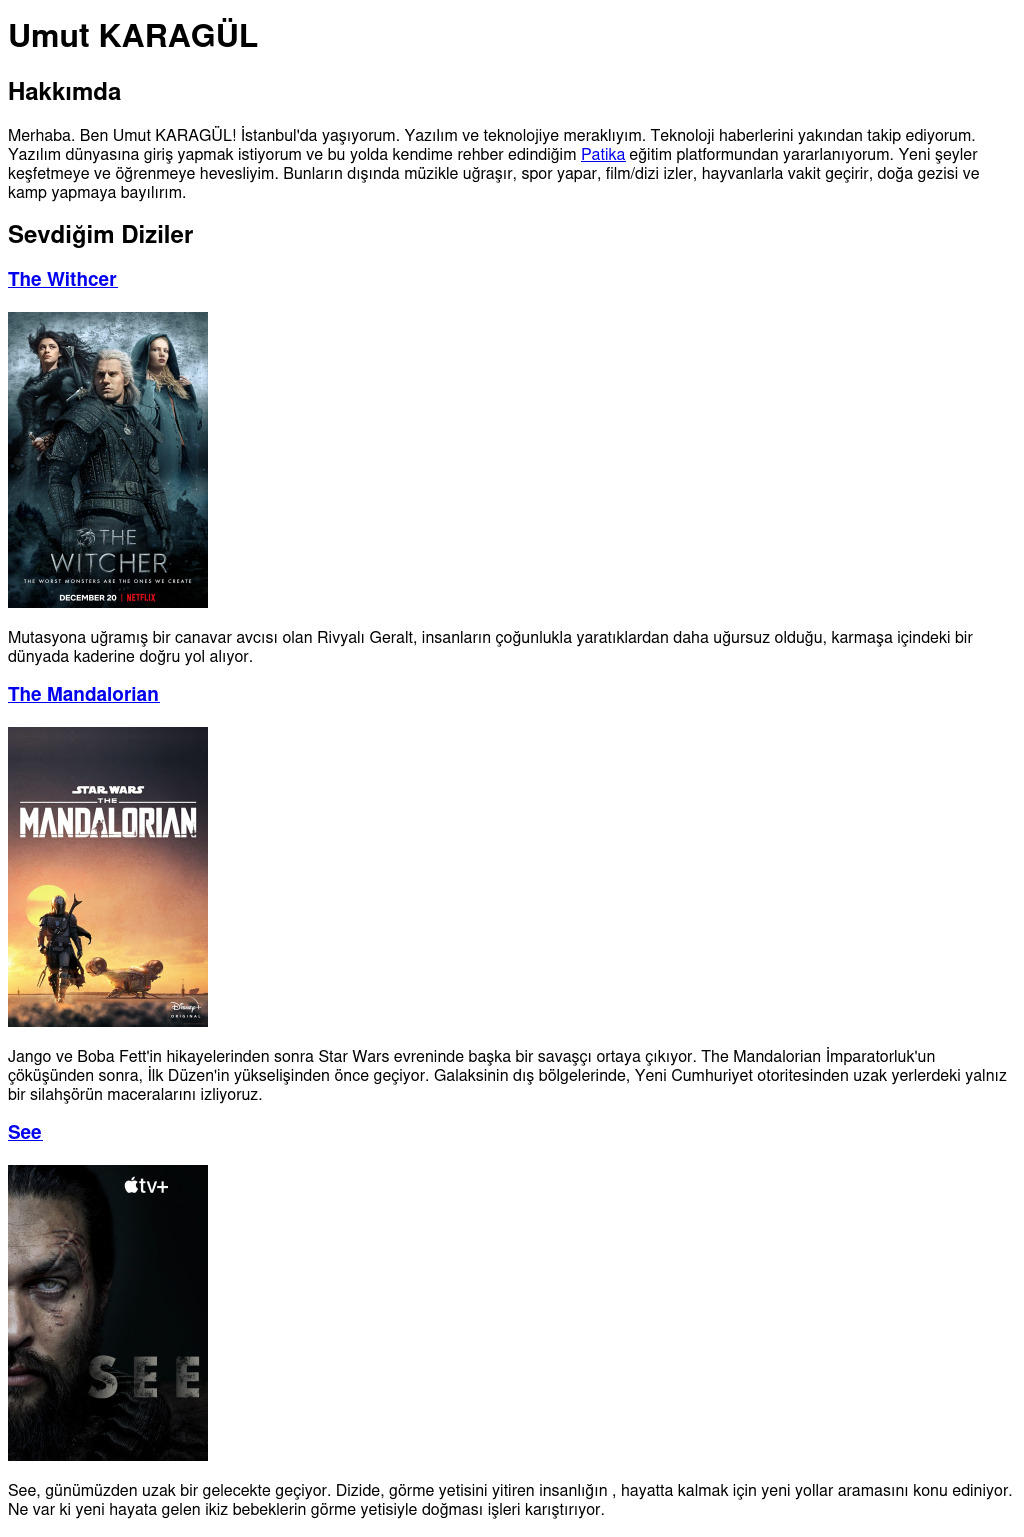 Umut KARAGÜL
Hakkımda
Merhaba. Ben Umut KARAGÜL! İstanbul'da yaşıyorum. Yazılım ve teknolojiye meraklıyım. Teknoloji haberlerini yakından takip ediyorum.
Yazılım dünyasına giriş yapmak istiyorum ve bu yolda kendime rehber edindiğim Patika eğitim platformundan yararlanıyorum. Yeni şeyler
keşfetmeye ve öğrenmeye hevesliyim. Bunların dışında müzikle uğraşır, spor yapar, film/dizi izler, hayvanlarla vakit geçirir, doğa gezisi ve
kamp yapmaya bayılırım.
Sevdiğim Diziler
The Withcer
THE
WITCHER
THE WORST MONSTERS ARE THE ONES WE CREATE
DECEMBER 20 | NETFLIX
Mutasyona uğramış bir canavar avcısı olan Rivyalı Geralt, insanların çoğunlukla yaratıklardan daha uğursuz olduğu, karmaşa içindeki bir
dünyada kaderine doğru yol alıyor.
The Mandalorian
STAR WARS
THE
MANDALORIAN
Disney+
ORIGINAL
Jango ve Boba Fett'in hikayelerinden sonra Star Wars evreninde başka bir savaşçı ortaya çıkıyor. The Mandalorian İmparatorluk'un
çöküşünden sonra, İlk Düzen'in yükselişinden önce geçiyor. Galaksinin dış bölgelerinde, Yeni Cumhuriyet otoritesinden uzak yerlerdeki yalnız
bir silahşörün maceralarını izliyoruz.
See
tv+
SEE
See, günümüzden uzak bir gelecekte geçiyor. Dizide, görme yetisini yitiren insanlığın , hayatta kalmak için yeni yollar aramasını konu ediniyor.
Ne var ki yeni hayata gelen ikiz bebeklerin görme yetisiyle doğması işleri karıştırıyor.